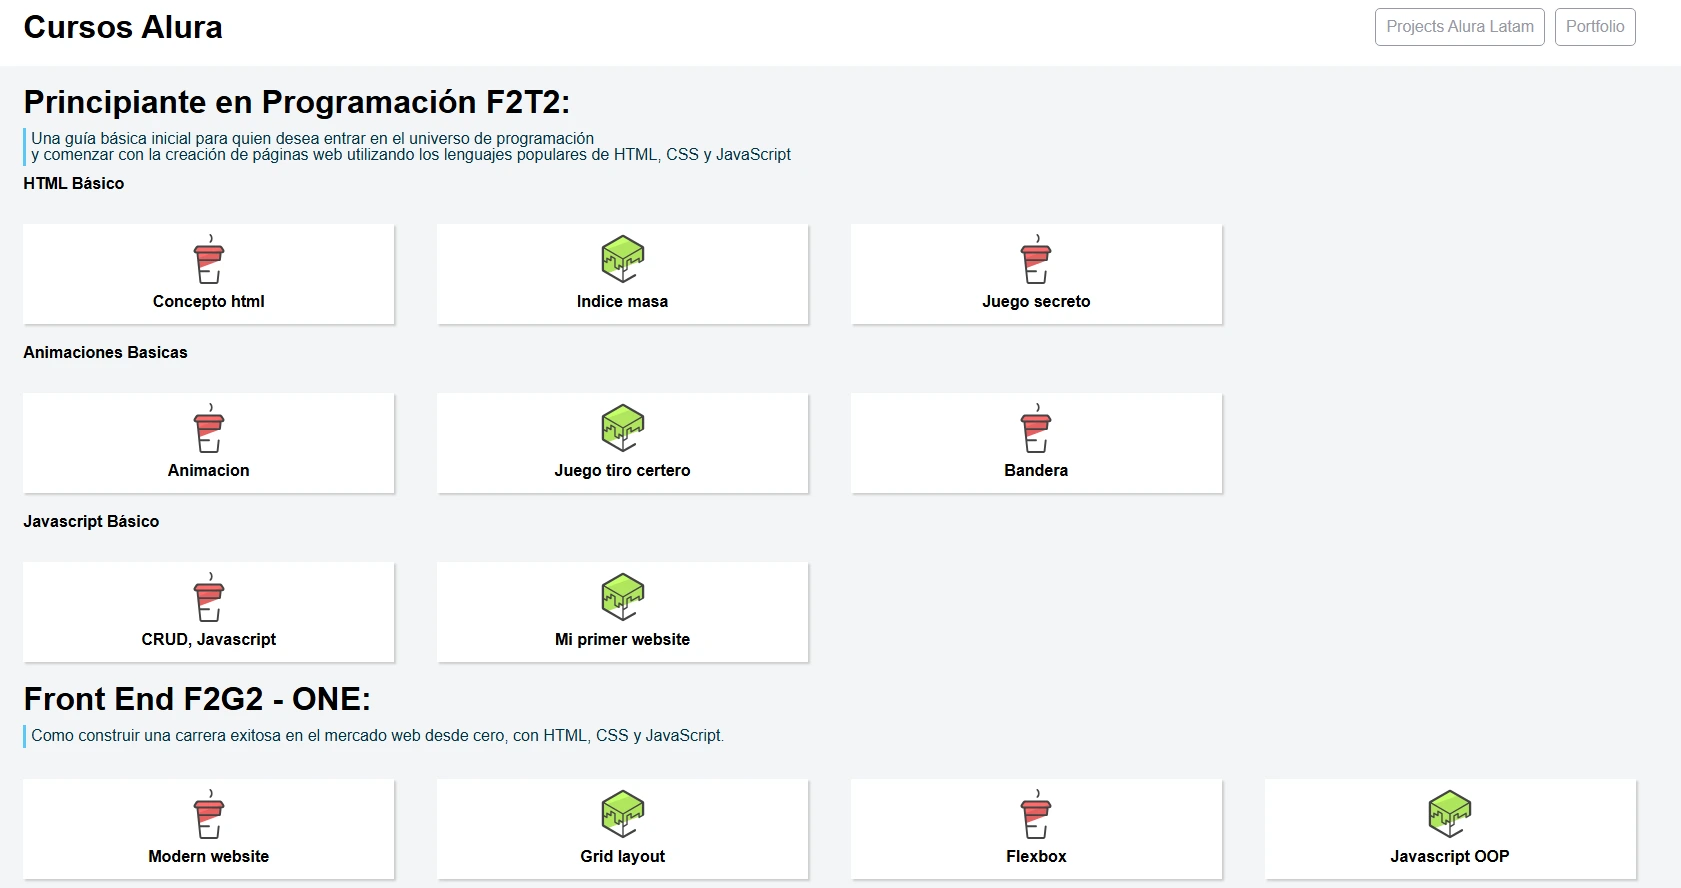 Cursos Alura
Projects Alura Latam
Portfolio
Principiante en Programación F2T2:
Una guía básica inicial para quien desea entrar en el universo de programación
y comenzar con la creación de páginas web utilizando los lenguajes populares de HTML, CSS y JavaScript
HTML Básico
Concepto html
Indice masa
Juego secreto
Animaciones Basicas
Animacion
Juego tiro certero
Bandera
Javascript Básico
CRUD, Javascript
Mi primer website
Front End F2G2 - ONE:
Como construir una carrera exitosa en el mercado web desde cero, con HTML, CSS y JavaScript.
Modern website
Grid layout
Flexbox
Javascript OOP